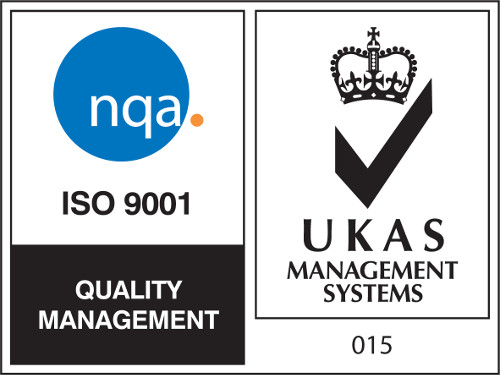 nqa.
ISO 9001
QUALITY
MANAGEMENT
UKAS
MANAGEMENT
SYSTEMS
015